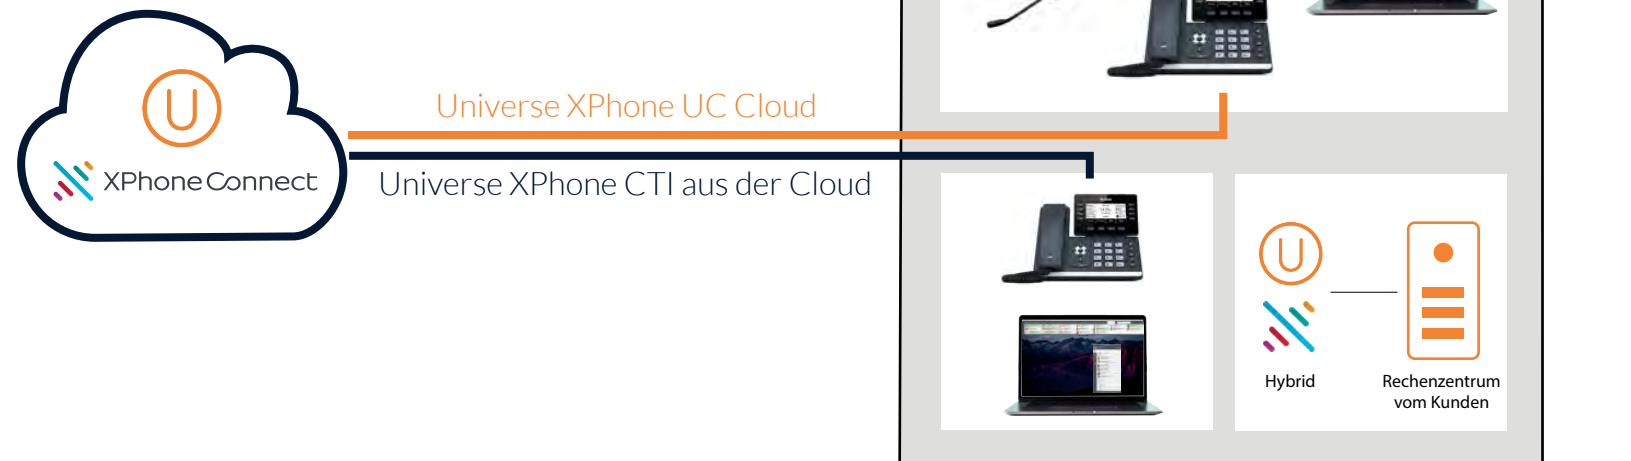 Universe XPhone UC Cloud
U
XPhone Connect
Universe XPhone CTI aus der Cloud
U
Hybrid
Rechenzentrum
vom Kunden